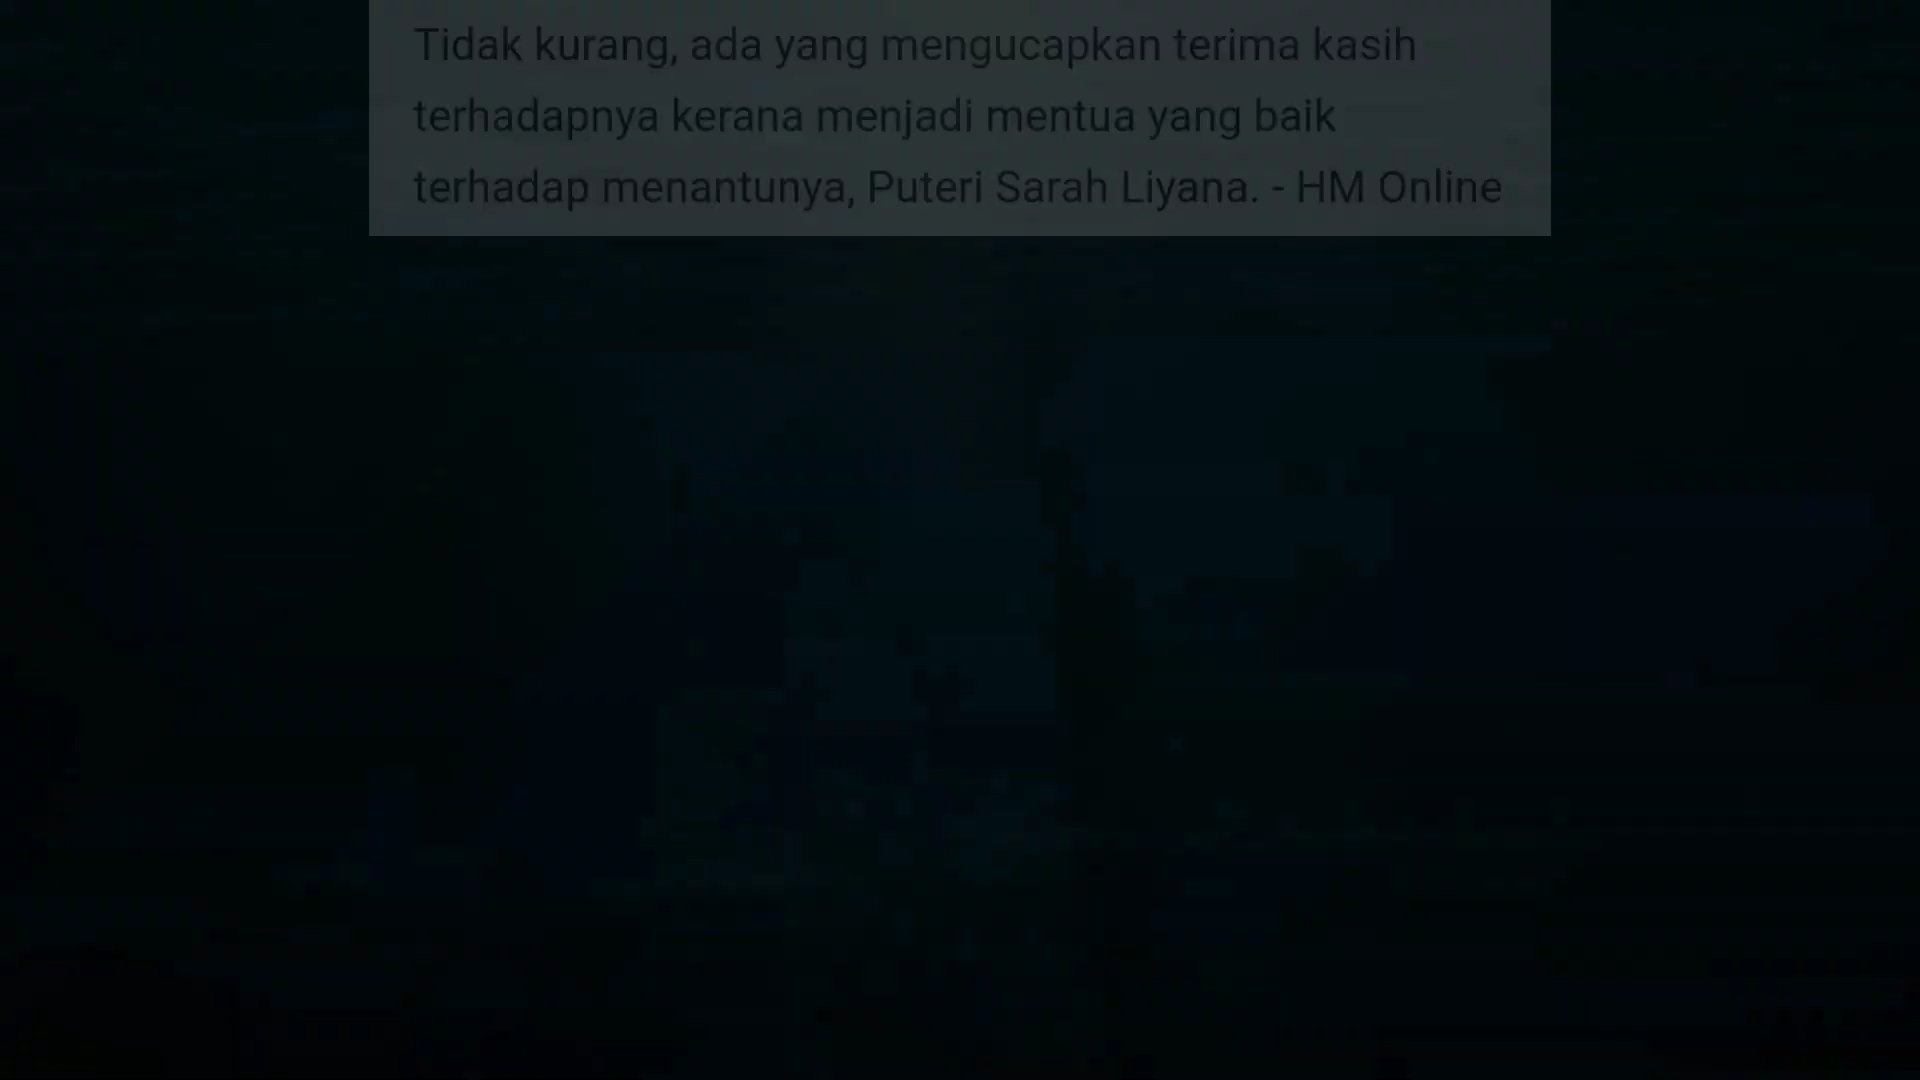 Tidak kurang, ada yang mengucapkan terima kasih
terhadapnya kerana menjadi mentua yang baik
terhadap menantunya, Puteri Sarah Liyana. - HM Online